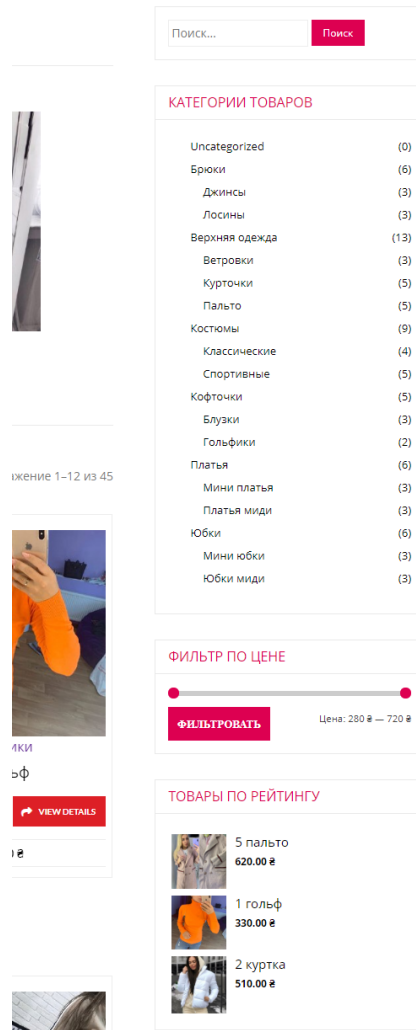 Поиск...
Поиск
КАТЕГОРИИ ТОВАРОВ
Uncategorized (0)
Брюки (6)
Джинсы (3)
Лосины (3)
Верхняя одежда (13)
Ветровки (3)
Курточки (5)
Пальто (5)
Костюмы (9)
Классические (4)
Спортивные (5)
Кофточки (5)
Блузки (3)
Гольфики (2)
Платья (6)
Мини платья (3)
Платья миди (3)
Юбки (6)
Мини юбки (3)
Юбки миди (3)
ажение 1–12 из 45
ики
ьф
VIEW DETAILS
₴
ФИЛЬТР ПО ЦЕНЕ
ФИЛЬТРОВАТЬ
Цена: 280 ₴ — 720 ₴
ТОВАРЫ ПО РЕЙТИНГУ
5 пальто
620.00 ₴
1 гольф
330.00 ₴
2 куртка
510.00 ₴